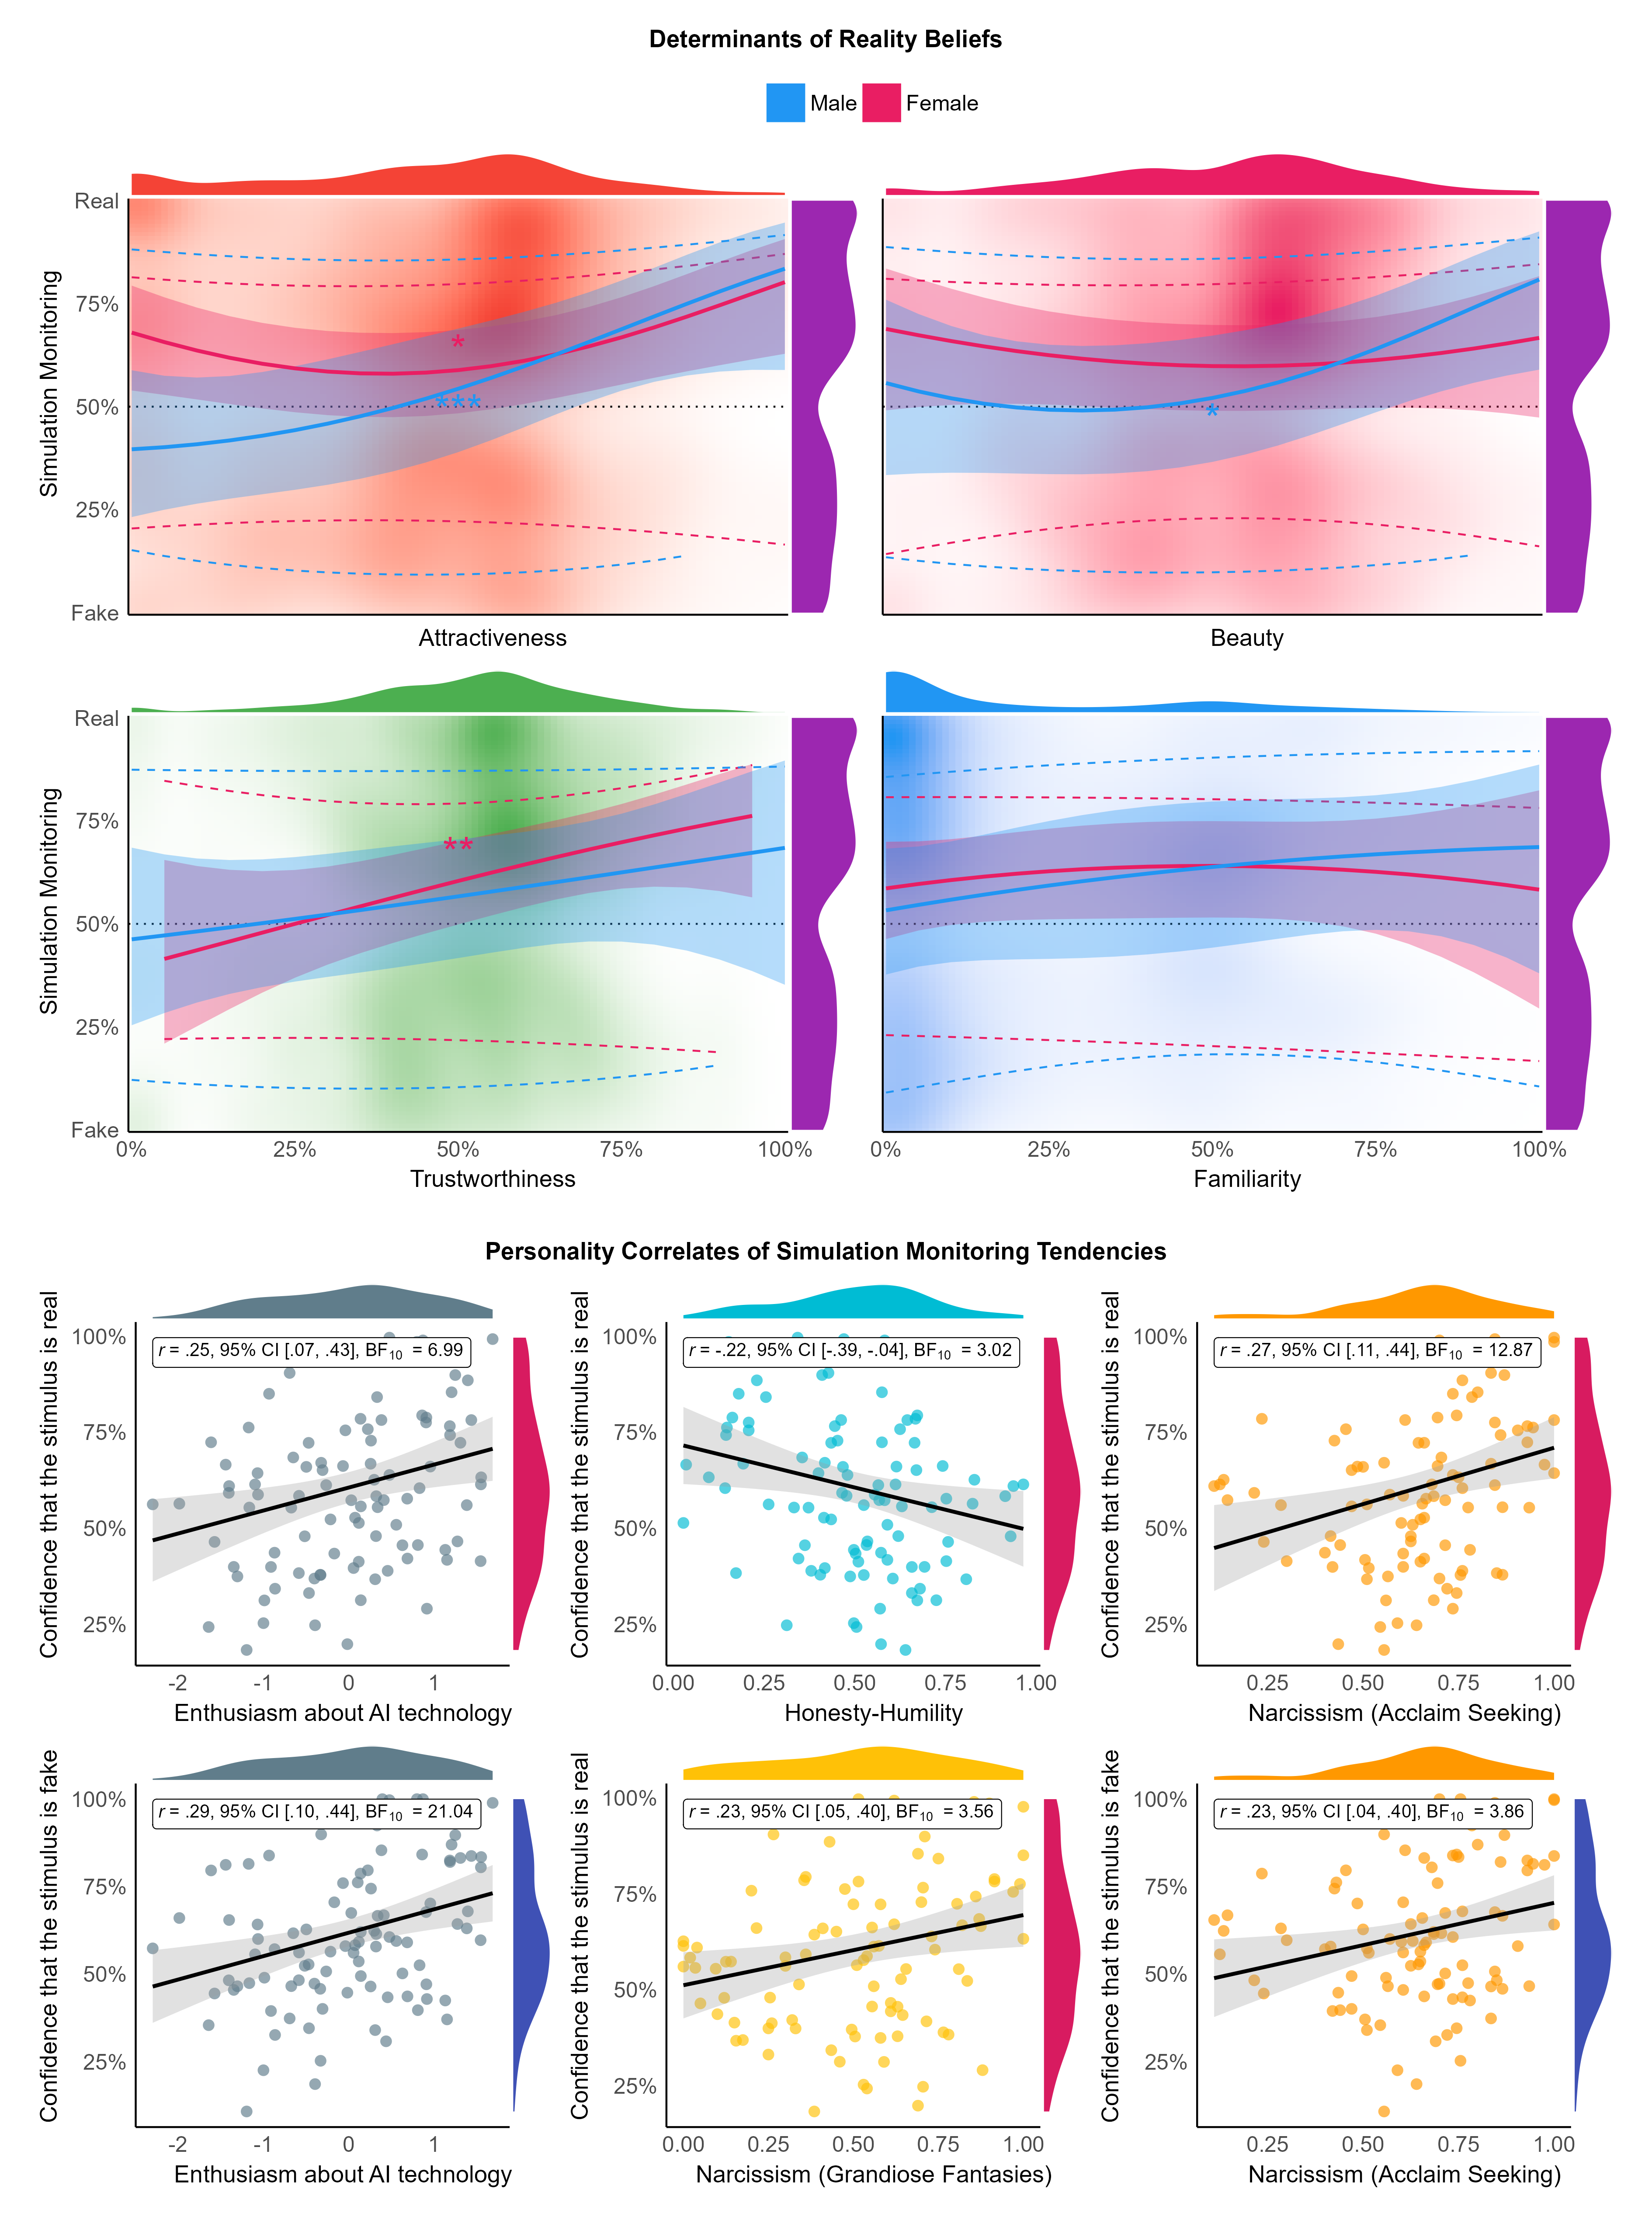 Determinants of Reality Beliefs
Male Female
Real
75%
50%
25%
Fake
Simulation Monitoring
*
***
Attractiveness
*
Beauty
Real
75%
50%
25%
Fake
Simulation Monitoring
**
0% 25% 50% 75% 100%
Trustworthiness
0% 25% 50% 75% 100%
Familiarity
Personality Correlates of Simulation Monitoring Tendencies
Confidence that the stimulus is real
100%
75%
50%
25%
r = .25, 95% CI [.07, .43], BF₁₀ = 6.99
-2 -1 0 1
Enthusiasm about AI technology
Confidence that the stimulus is real
100%
75%
50%
25%
r = -.22, 95% CI [-.39, -.04], BF₁₀ = 3.02
0.00 0.25 0.50 0.75 1.00
Honesty-Humility
Confidence that the stimulus is real
100%
75%
50%
25%
r = .27, 95% CI [.11, .44], BF₁₀ = 12.87
0.25 0.50 0.75 1.00
Narcissism (Acclaim Seeking)
Confidence that the stimulus is fake
100%
75%
50%
25%
r = .29, 95% CI [.10, .44], BF₁₀ = 21.04
-2 -1 0 1
Enthusiasm about AI technology
Confidence that the stimulus is real
100%
75%
50%
25%
r = .23, 95% CI [.05, .40], BF₁₀ = 3.56
0.00 0.25 0.50 0.75 1.00
Narcissism (Grandiose Fantasies)
Confidence that the stimulus is fake
100%
75%
50%
25%
r = .23, 95% CI [.04, .40], BF₁₀ = 3.86
0.25 0.50 0.75 1.00
Narcissism (Acclaim Seeking)